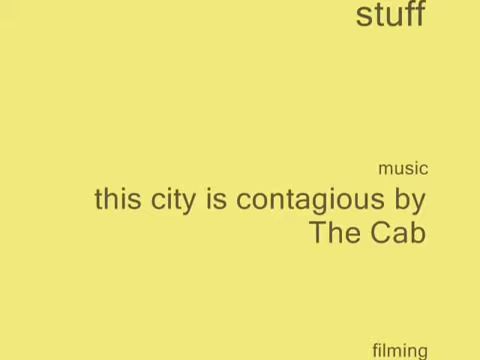 stuff
music
this city is contagious by
The Cab
filming